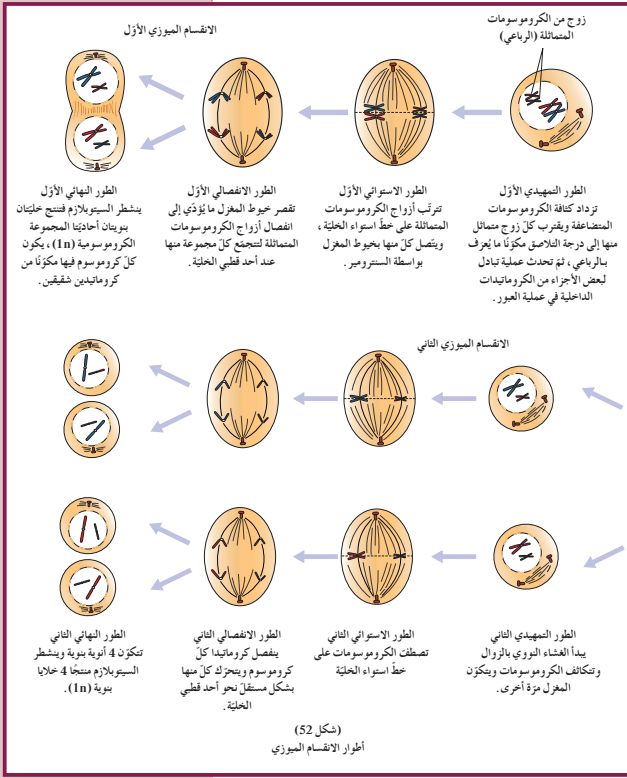 الانقسام الميوزي الأوّل
زوج من الكروموسومات
المتماثلة (الرباعي)
الطور التمهيدي الأوّل
تزداد كثافة الكروموسومات
المتضاعفة ويقترب كلّ زوج متماثل
منها إلى درجة التلاصق مكوّنًا ما يُعرف
بالرباعي، ثمّ تحدث عملية تبادل
لبعض الأجزاء من الكروماتيدات
الداخلية في عملية العبور.
الطور الاستوائي الأوّل
تترتّب أزواج الكروموسومات
المتماثلة على خطّ استواء الخليّة،
ويتّصل كلّ منها بخيوط المغزل
بواسطة السنترومير.
الطور الانفصالي الأوّل
تقصر خيوط المغزل ما يُؤدّي إلى
انفصال أزواج الكروموسومات
المتماثلة لتتجمّع كلّ مجموعة منها
عند أحد قطبي الخليّة.
الطور النهائي الأوّل
ينشطر السيتوبلازم فتنتج خليّتان
بنويتان أحاديّتا المجموعة
الكروموسومية (1n)، يكون
كلّ كروموسوم فيها مكوّنًا من
كروماتيدين شقيقين.
الانقسام الميوزي الثاني
الطور التمهيدي الثاني
يبدأ الغشاء النووي بالزوال
وتتكاثف الكروموسومات ويتكوّن
المغزل مرّة أخرى.
الطور الاستوائي الثاني
تصطفّ الكروموسومات على
خطّ استواء الخليّة
الطور الانفصالي الثاني
ينفصل كروماتيدا كلّ
كروموسوم ويتحرّك كلّ منها
بشكل مستقلّ نحو أحد قطبي
الخليّة.
الطور النهائي الثاني
تتكوّن 4 أنوية بنوية وينشطر
السيتوبلازم منتجًا 4 خلايا
بنوية (1n).
(شكل 52)
أطوار الانقسام الميوزي